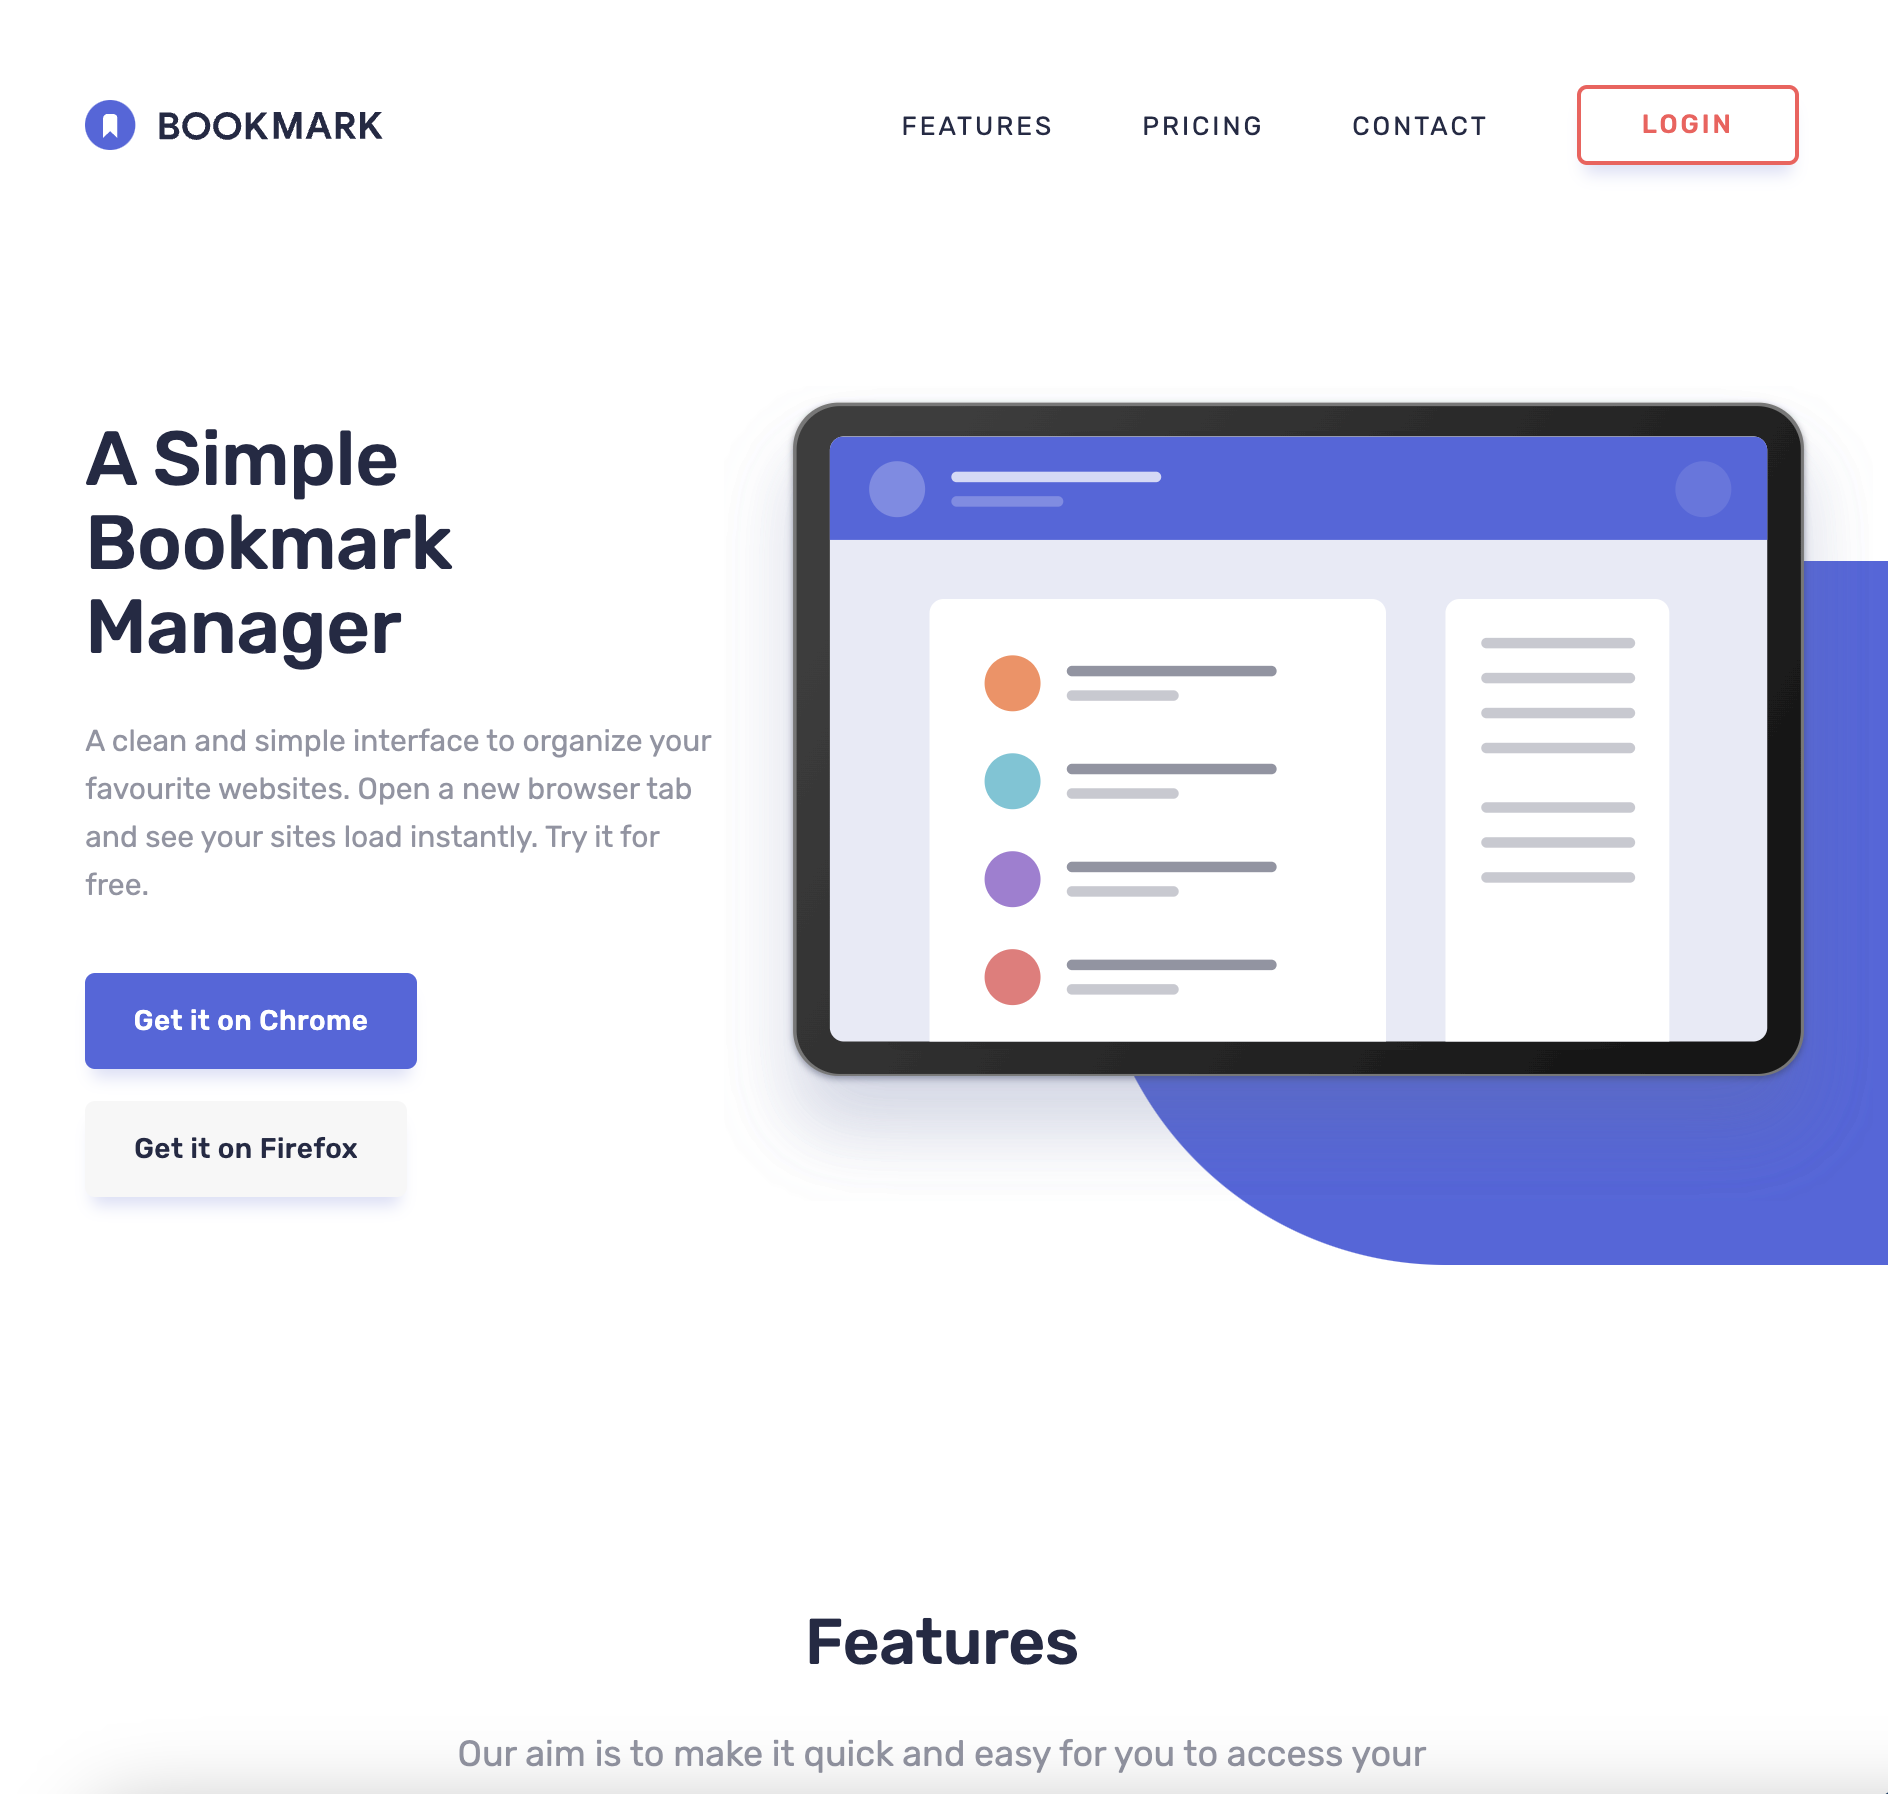 BOOKMARK
FEATURES
PRICING
CONTACT
LOGIN
A Simple
Bookmark
Manager
A clean and simple interface to organize your
favourite websites. Open a new browser tab
and see your sites load instantly. Try it for
free.
Get it on Chrome
Get it on Firefox
Features
Our aim is to make it quick and easy for you to access your